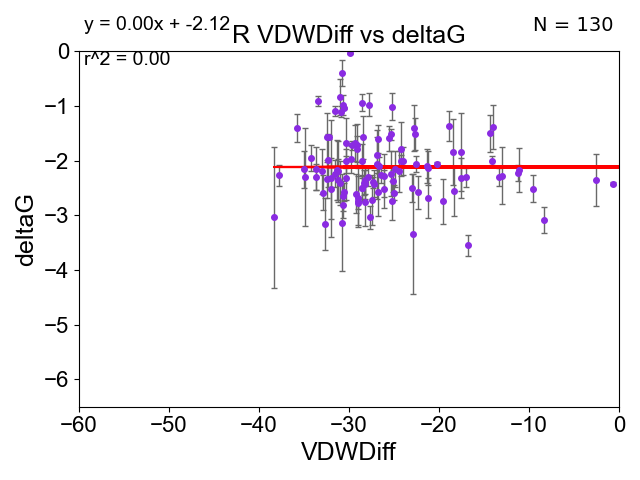 y = 0.00x + -2.12
N = 130
R VDWDiff vs deltaG
r^2 = 0.00
0
−1
−2
−3
−4
−5
−6
deltaG
−60
−50
−40
−30
−20
−10
0
VDWDiff